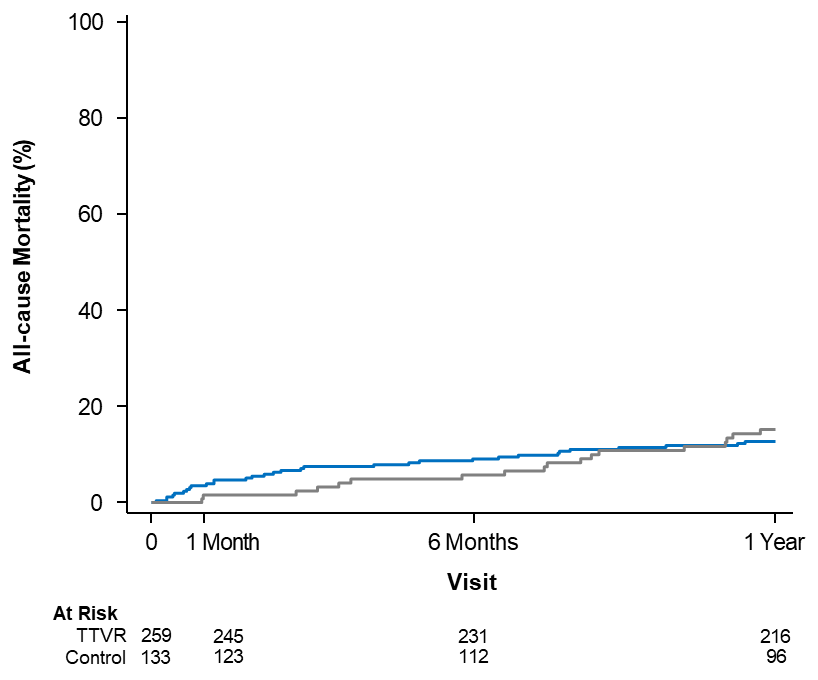 100
80
60
40
20
0
All-cause Mortality (%)
0 1 Month 6 Months 1 Year
Visit
At Risk
TTVR 259 245 231 216
Control 133 123 112 96